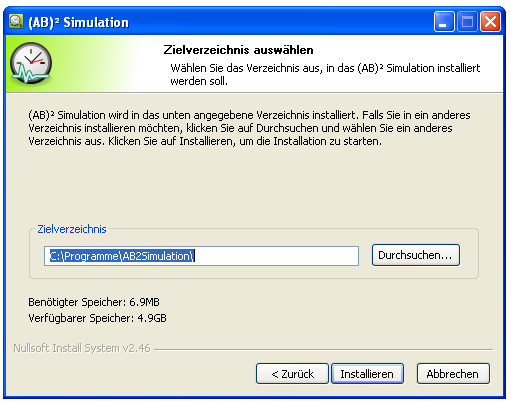 (AB)² Simulation
Zielverzeichnis auswählen
Wählen Sie das Verzeichnis aus, in das (AB)² Simulation installiert
werden soll.
(AB)² Simulation wird in das unten angegebene Verzeichnis installiert. Falls Sie in ein anderes
Verzeichnis installieren möchten, klicken Sie auf Durchsuchen und wählen Sie ein anderes
Verzeichnis aus. Klicken Sie auf Installieren, um die Installation zu starten.
Zielverzeichnis
C:\Programme\AB2Simulation\
Durchsuchen...
Benötigter Speicher: 6.9MB
Verfügbarer Speicher: 4.9GB
Nullsoft Install System v2.46
< Zurück
Installieren
Abbrechen